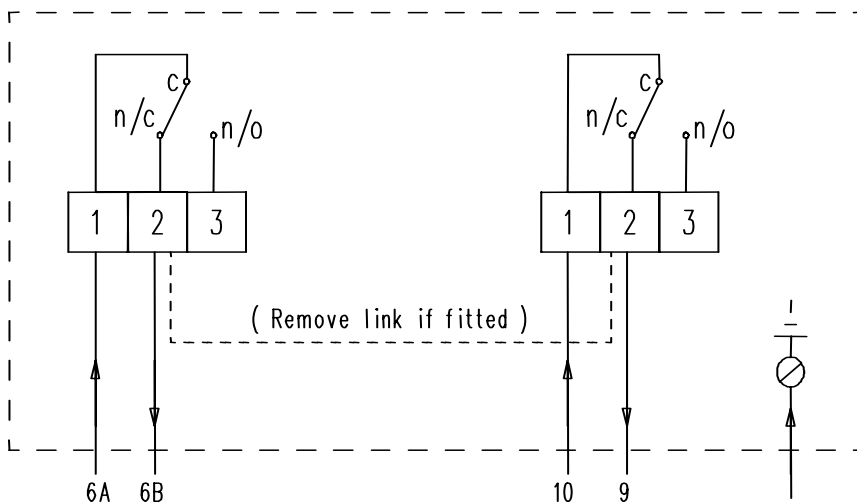 c c
n/c n/o n/c n/o
1 2 3 1 2 3
( Remove link if fitted )
6A 6B 10 9